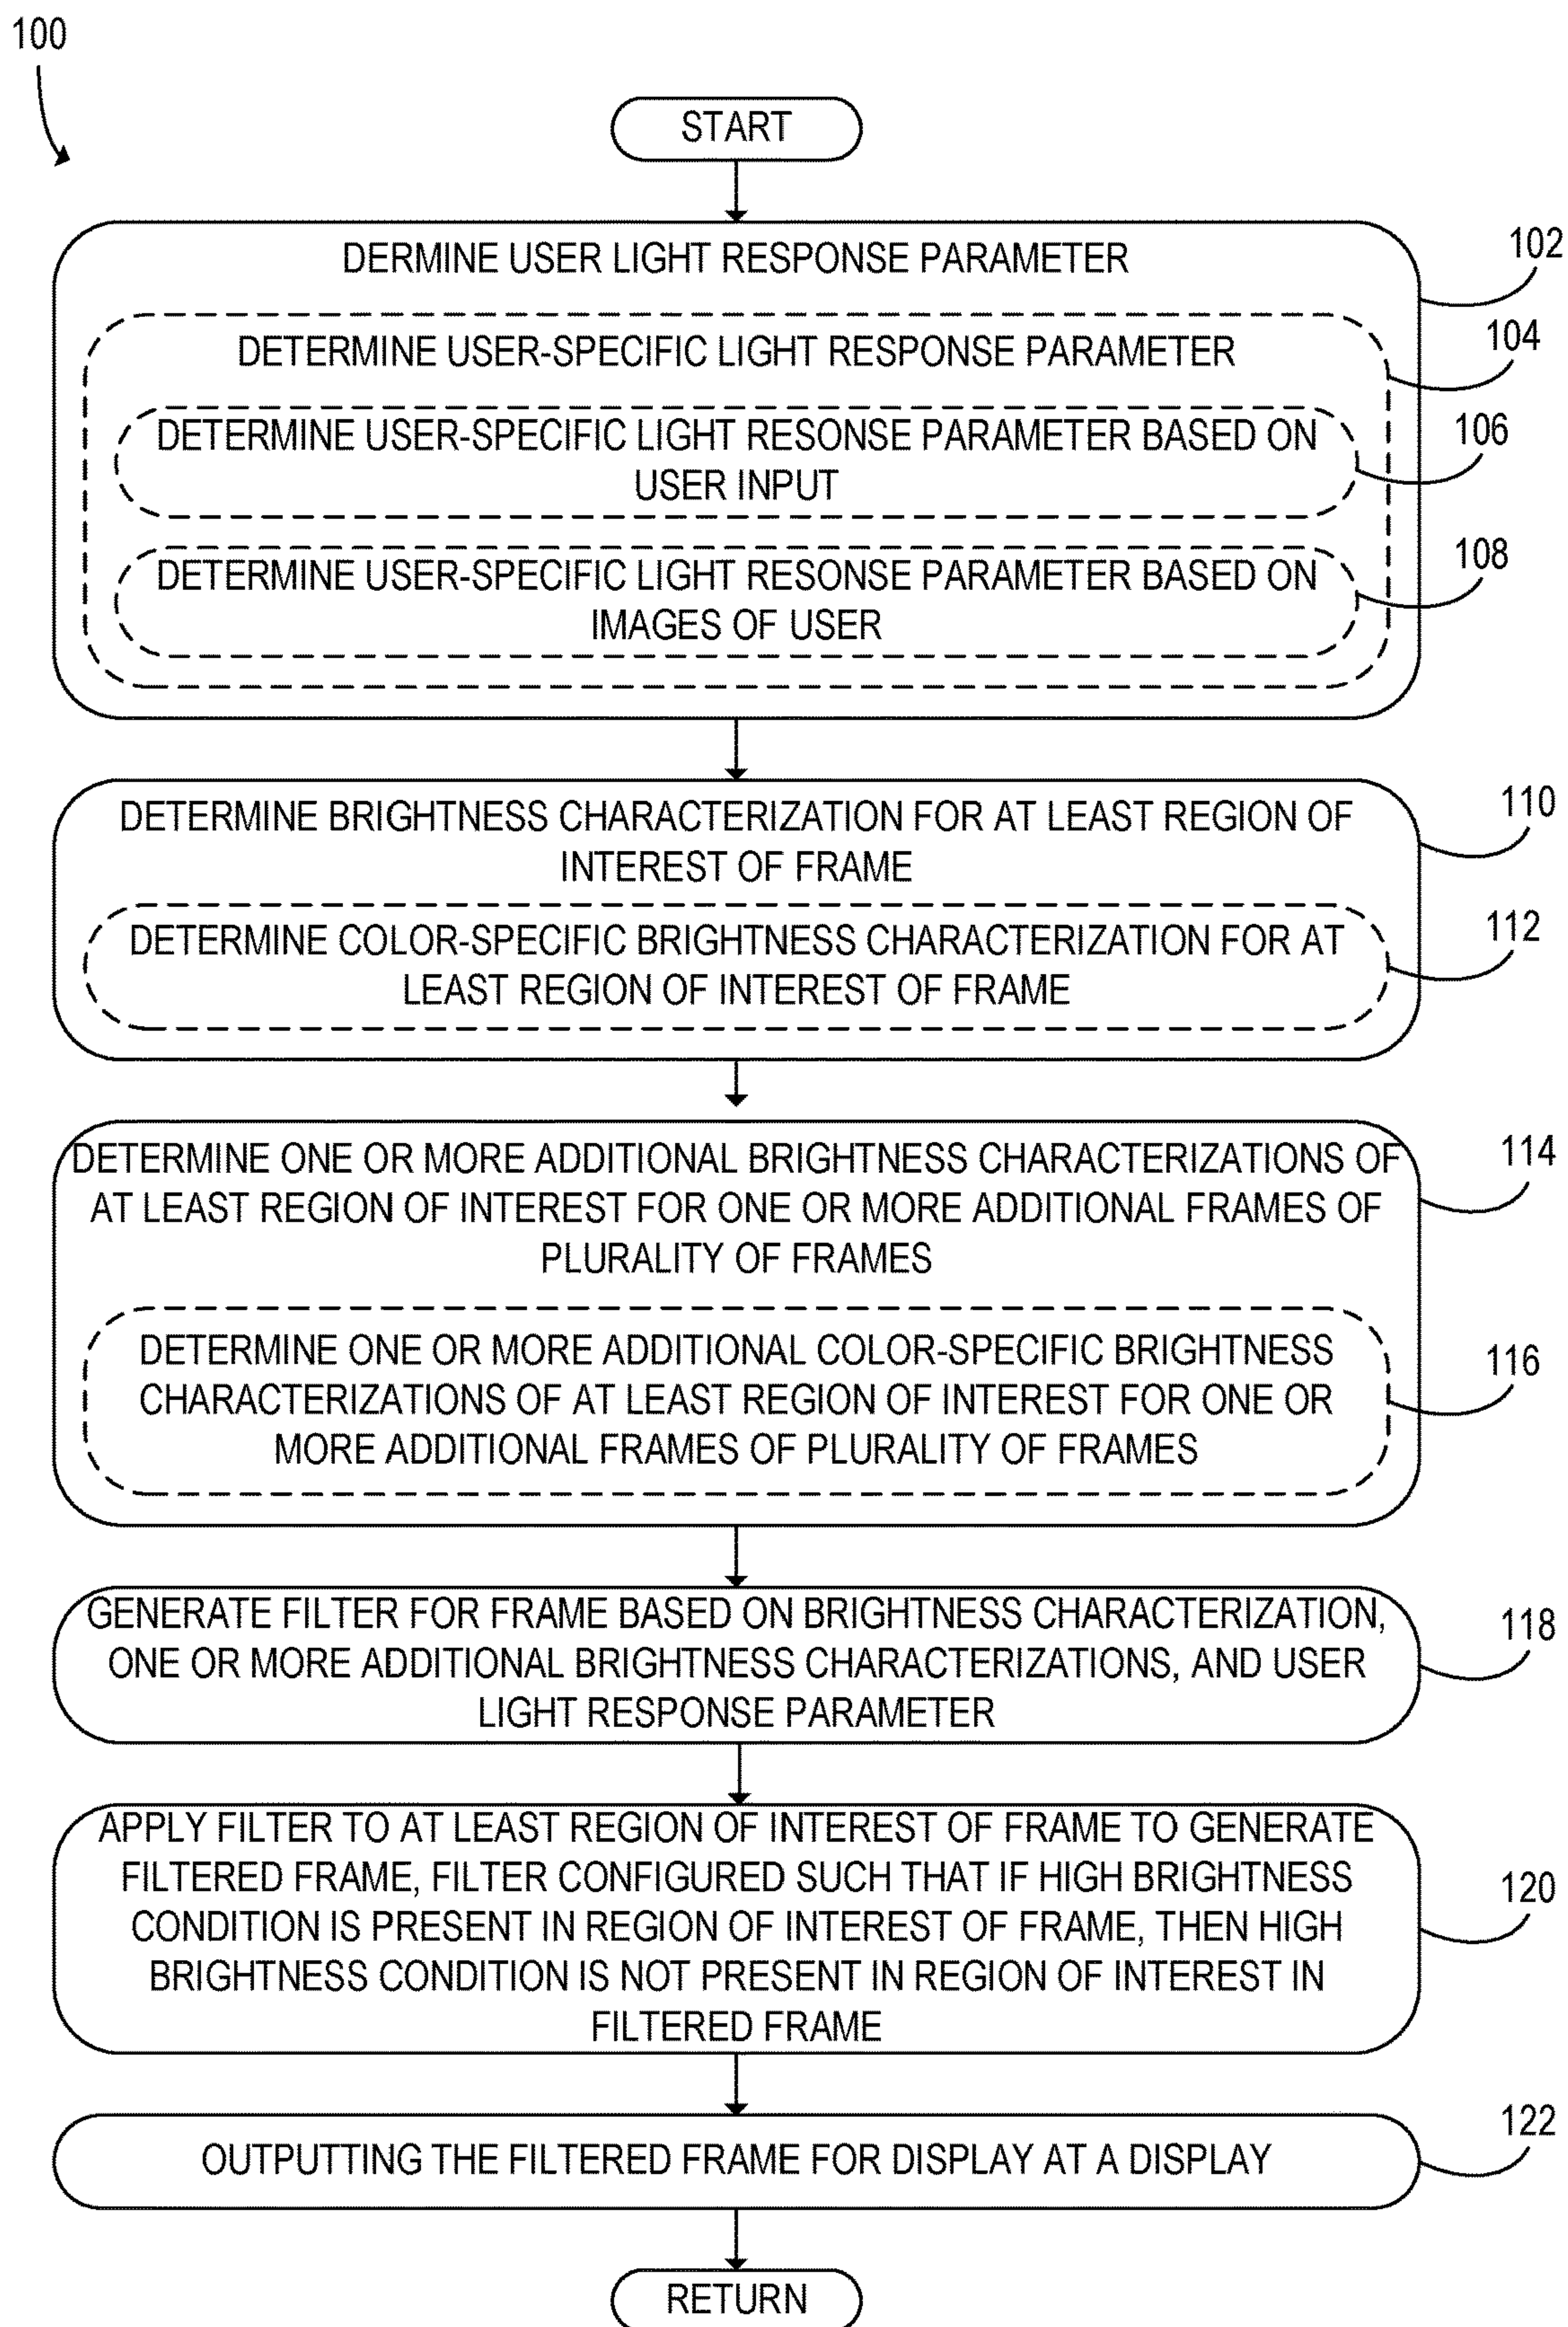 100
START
DERMINE USER LIGHT RESPONSE PARAMETER
102
DETERMINE USER-SPECIFIC LIGHT RESPONSE PARAMETER
104
DETERMINE USER-SPECIFIC LIGHT RESONSE PARAMETER BASED ON
USER INPUT
106
DETERMINE USER-SPECIFIC LIGHT RESONSE PARAMETER BASED ON
IMAGES OF USER
108
DETERMINE BRIGHTNESS CHARACTERIZATION FOR AT LEAST REGION OF
INTEREST OF FRAME
110
DETERMINE COLOR-SPECIFIC BRIGHTNESS CHARACTERIZATION FOR AT
LEAST REGION OF INTEREST OF FRAME
112
DETERMINE ONE OR MORE ADDITIONAL BRIGHTNESS CHARACTERIZATIONS OF
AT LEAST REGION OF INTEREST FOR ONE OR MORE ADDITIONAL FRAMES OF
PLURALITY OF FRAMES
114
DETERMINE ONE OR MORE ADDITIONAL COLOR-SPECIFIC BRIGHTNESS
CHARACTERIZATIONS OF AT LEAST REGION OF INTEREST FOR ONE OR
MORE ADDITIONAL FRAMES OF PLURALITY OF FRAMES
116
GENERATE FILTER FOR FRAME BASED ON BRIGHTNESS CHARACTERIZATION,
ONE OR MORE ADDITIONAL BRIGHTNESS CHARACTERIZATIONS, AND USER
LIGHT RESPONSE PARAMETER
118
APPLY FILTER TO AT LEAST REGION OF INTEREST OF FRAME TO GENERATE
FILTERED FRAME, FILTER CONFIGURED SUCH THAT IF HIGH BRIGHTNESS
CONDITION IS PRESENT IN REGION OF INTEREST OF FRAME, THEN HIGH
BRIGHTNESS CONDITION IS NOT PRESENT IN REGION OF INTEREST IN
FILTERED FRAME
120
OUTPUTTING THE FILTERED FRAME FOR DISPLAY AT A DISPLAY
122
RETURN